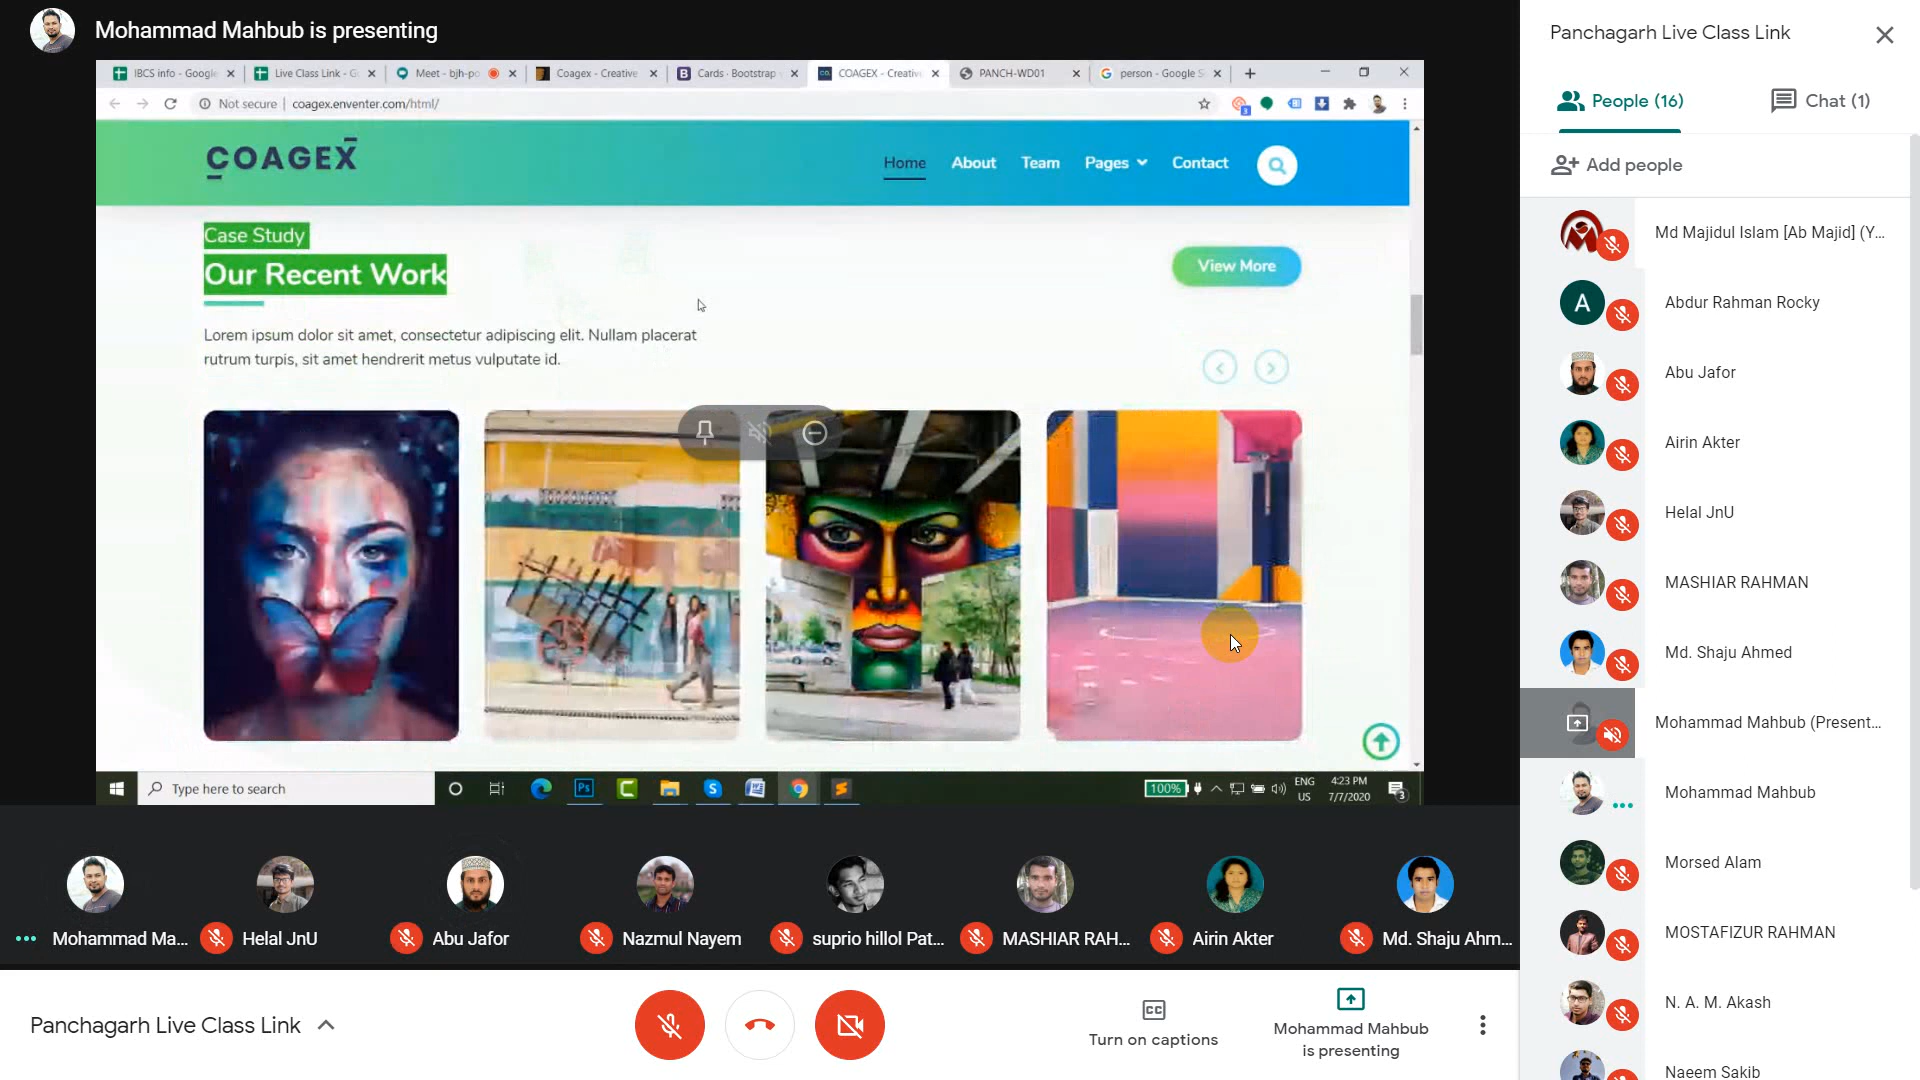 Mohammad Mahbub is presenting
IBCS info - Google
Live Class Link - G
Meet - bjh-po
Coagex - Creative
Cards · Bootstrap v
COAGEX - Creativ
PANCH-WD01
person - Google S
Not secure | coagex.enventer.com/html/
COAGEX
Home
About
Team
Pages
Contact
Case Study
Our Recent Work
View More
Lorem ipsum dolor sit amet, consectetur adipiscing elit. Nullam placerat
rutrum turpis, sit amet hendrerit metus vulputate id.
Type here to search
Ps
100%
ENG
US
4:23 PM
7/7/2020
3
Mohammad Ma...
Helal JnU
Abu Jafor
Nazmul Nayem
suprio hillol Pat...
MASHIAR RAH...
Airin Akter
Md. Shaju Ahm...
Panchagarh Live Class Link
CC
Turn on captions
Mohammad Mahbub
is presenting
Panchagarh Live Class Link
People (16)
Chat (1)
Add people
Md Majidul Islam [Ab Majid] (Y...
A
Abdur Rahman Rocky
Abu Jafor
Airin Akter
Helal JnU
MASHIAR RAHMAN
Md. Shaju Ahmed
Mohammad Mahbub (Present...
Mohammad Mahbub
Morsed Alam
MOSTAFIZUR RAHMAN
N. A. M. Akash
Naeem Sakib